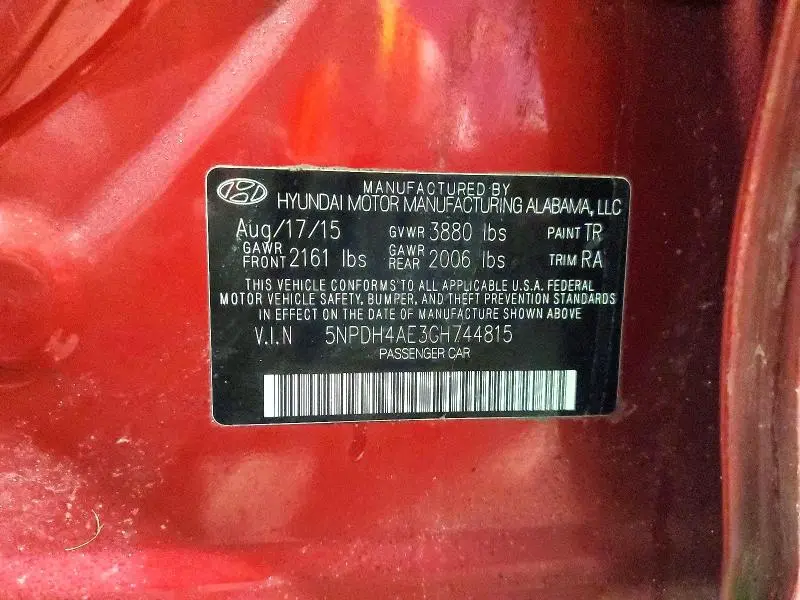 MANUFACTURED BY
HYUNDAI MOTOR MANUFACTURING ALABAMA, LLC
Aug/17/15 GVWR 3880 lbs PAINT TR
GAWR FRONT 2161 lbs GAWR REAR 2006 lbs TRIM RA
THIS VEHICLE CONFORMS TO ALL APPLICABLE U.S.A. FEDERAL
MOTOR VEHICLE SAFETY, BUMPER, AND THEFT PREVENTION STANDARDS
IN EFFECT ON THE DATE OF MANUFACTURE SHOWN ABOVE
V.I.N 5NPDH4AE3GH744815
PASSENGER CAR